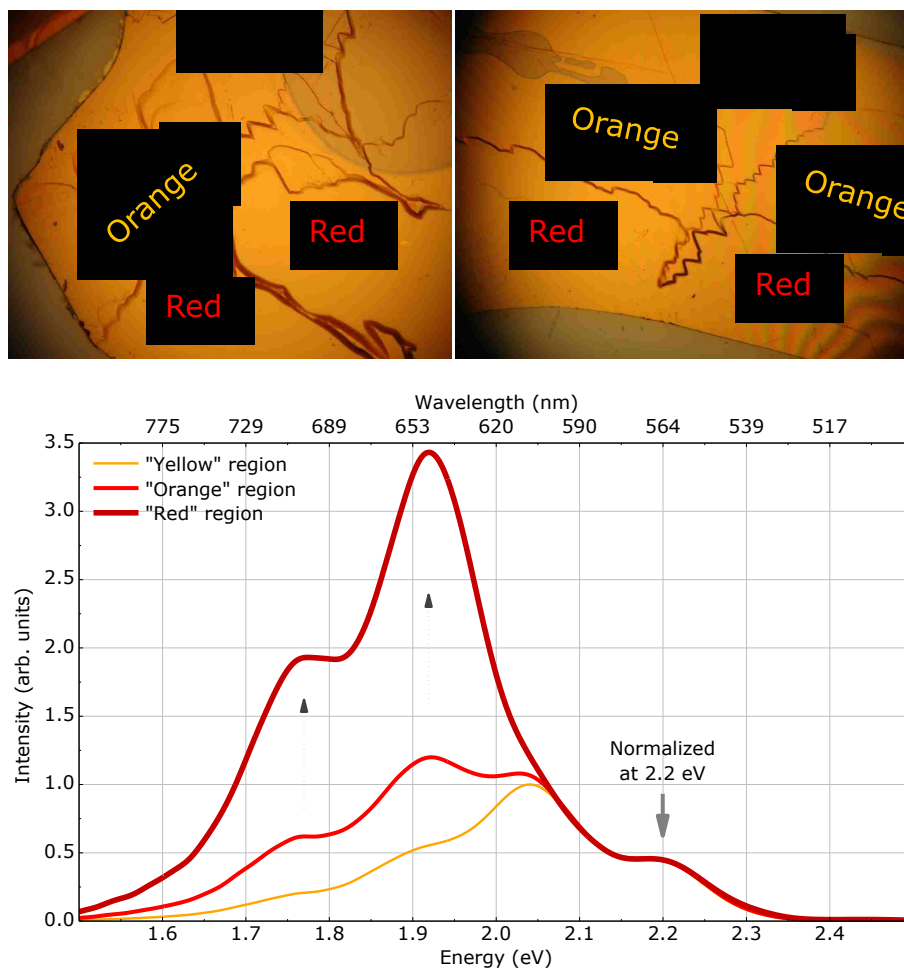 Orange
Red
Red
Orange
Orange
Red
Red
Wavelength (nm)
775 729 689 653 620 590 564 539 517
3.5
3.0
2.5
2.0
1.5
1.0
0.5
0.0
Intensity (arb. units)
"Yellow" region
"Orange" region
"Red" region
Normalized
at 2.2 eV
1.6 1.7 1.8 1.9 2.0 2.1 2.2 2.3 2.4
Energy (eV)